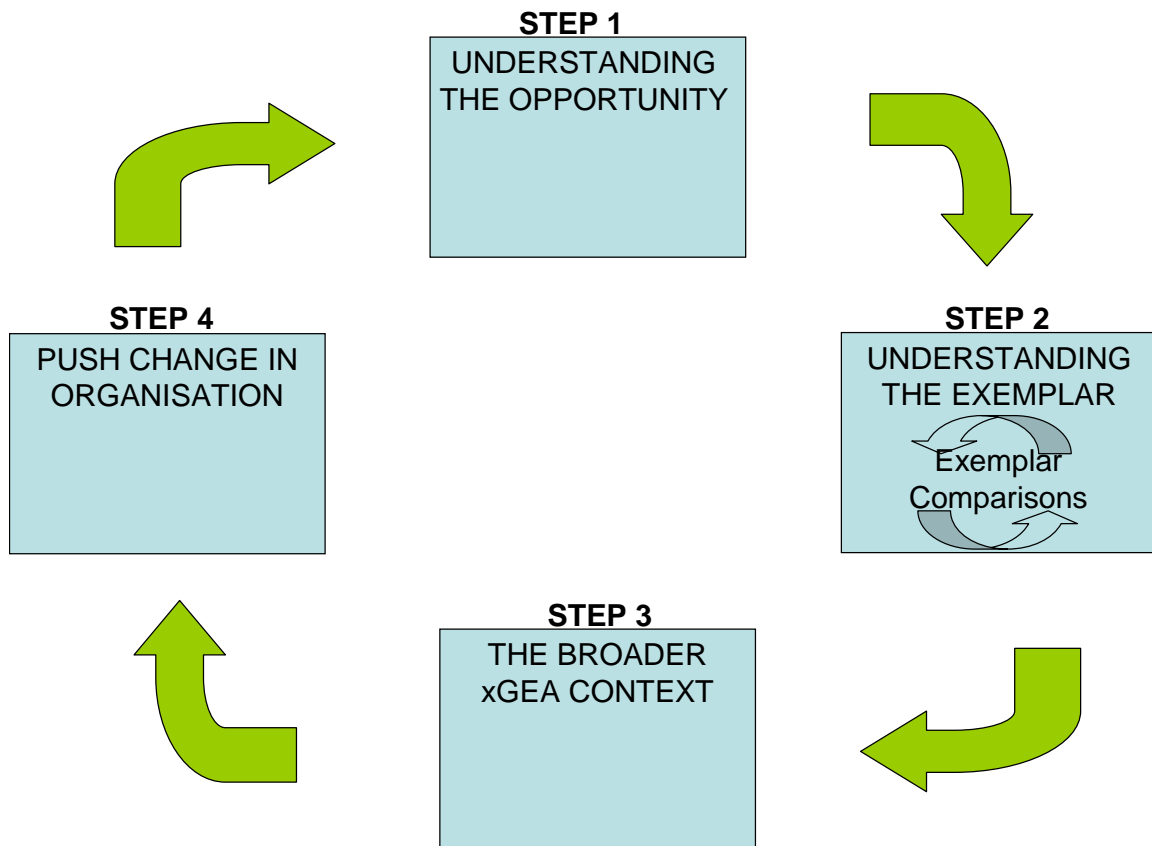 STEP 1
UNDERSTANDING
THE OPPORTUNITY
STEP 2
UNDERSTANDING
THE EXEMPLAR
Exemplar
Comparisons
STEP 3
THE BROADER
xGEA CONTEXT
STEP 4
PUSH CHANGE IN
ORGANISATION